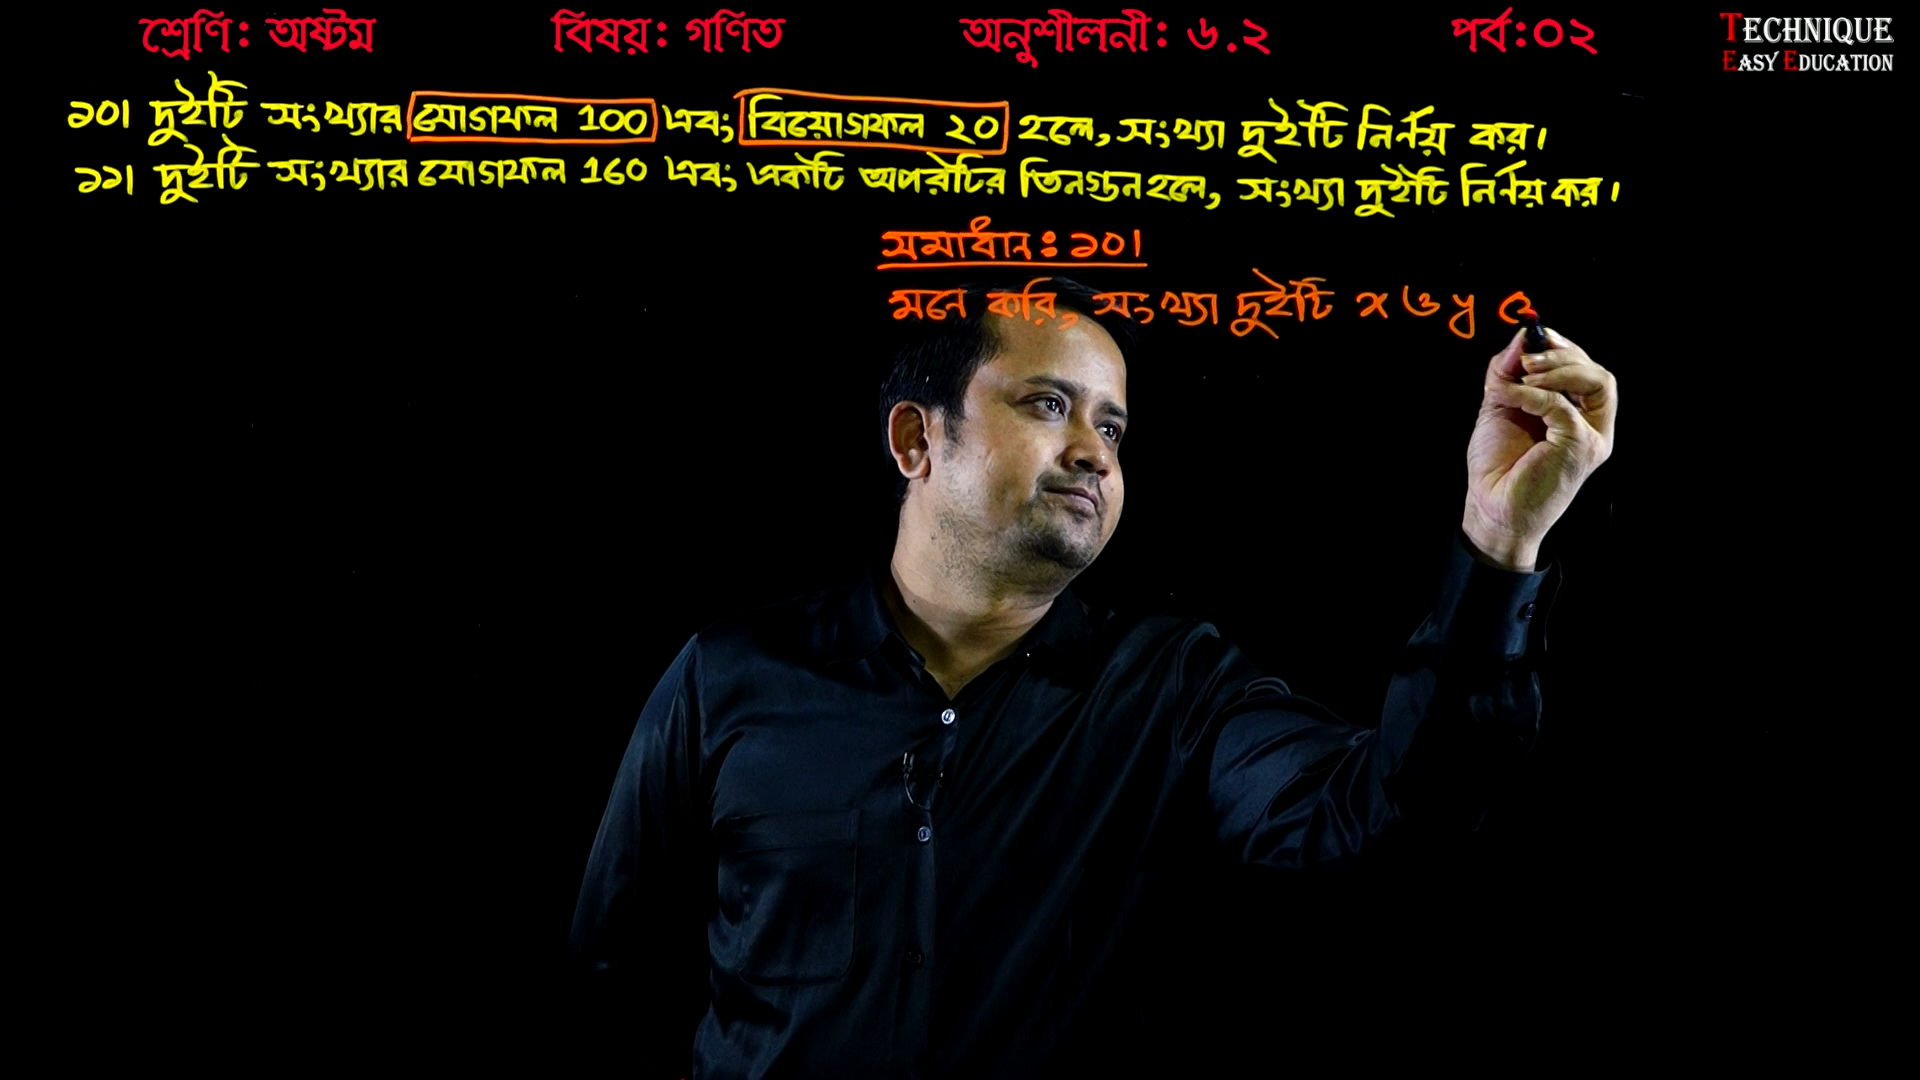 শ্রেণি: অষ্টম বিষয়: গণিত অনুশীলনী: ৬.২ পর্ব:০২
TECHNIQUE
EASY EDUCATION
১০। দুইটি সংখ্যার যোগফল 100 এবং বিয়োগফল ২০ হলে, সংখ্যা দুইটি নির্নয় কর।
১১। দুইটি সংখ্যার যোগফল 160 এবং একটি অপরটির তিনগুন হলে, সংখ্যা দুইটি নির্নয় কর।
সমাধান: ১০।
মনে করি, সংখ্যা দুইটি x ও y